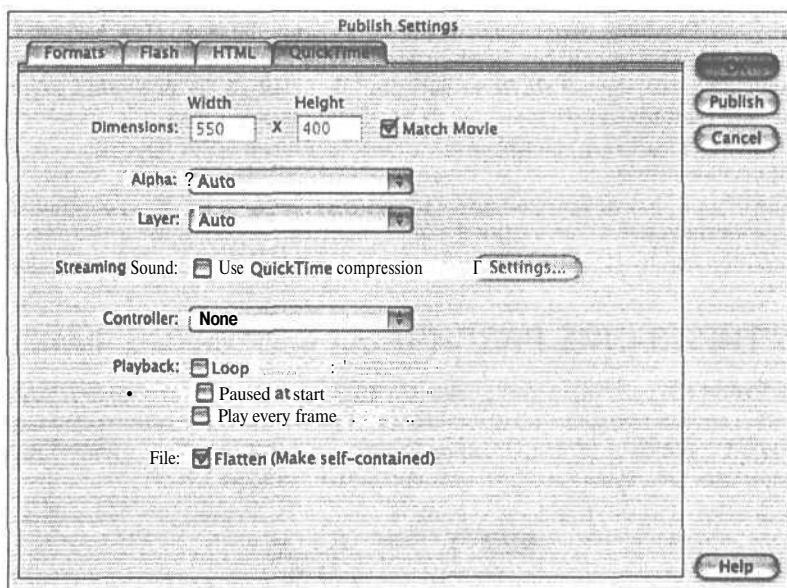 Publish Settings
Formats Flash HTML QuickTime
OK
Publish
Cancel
Width Height
Dimensions: 550 X 400 Match Movie
Alpha: ? Auto
Layer: Auto
Streaming Sound: Use QuickTime compression Settings...
Controller: None
Playback: Loop
Paused at start
Play every frame
File: Flatten (Make self-contained)
Help